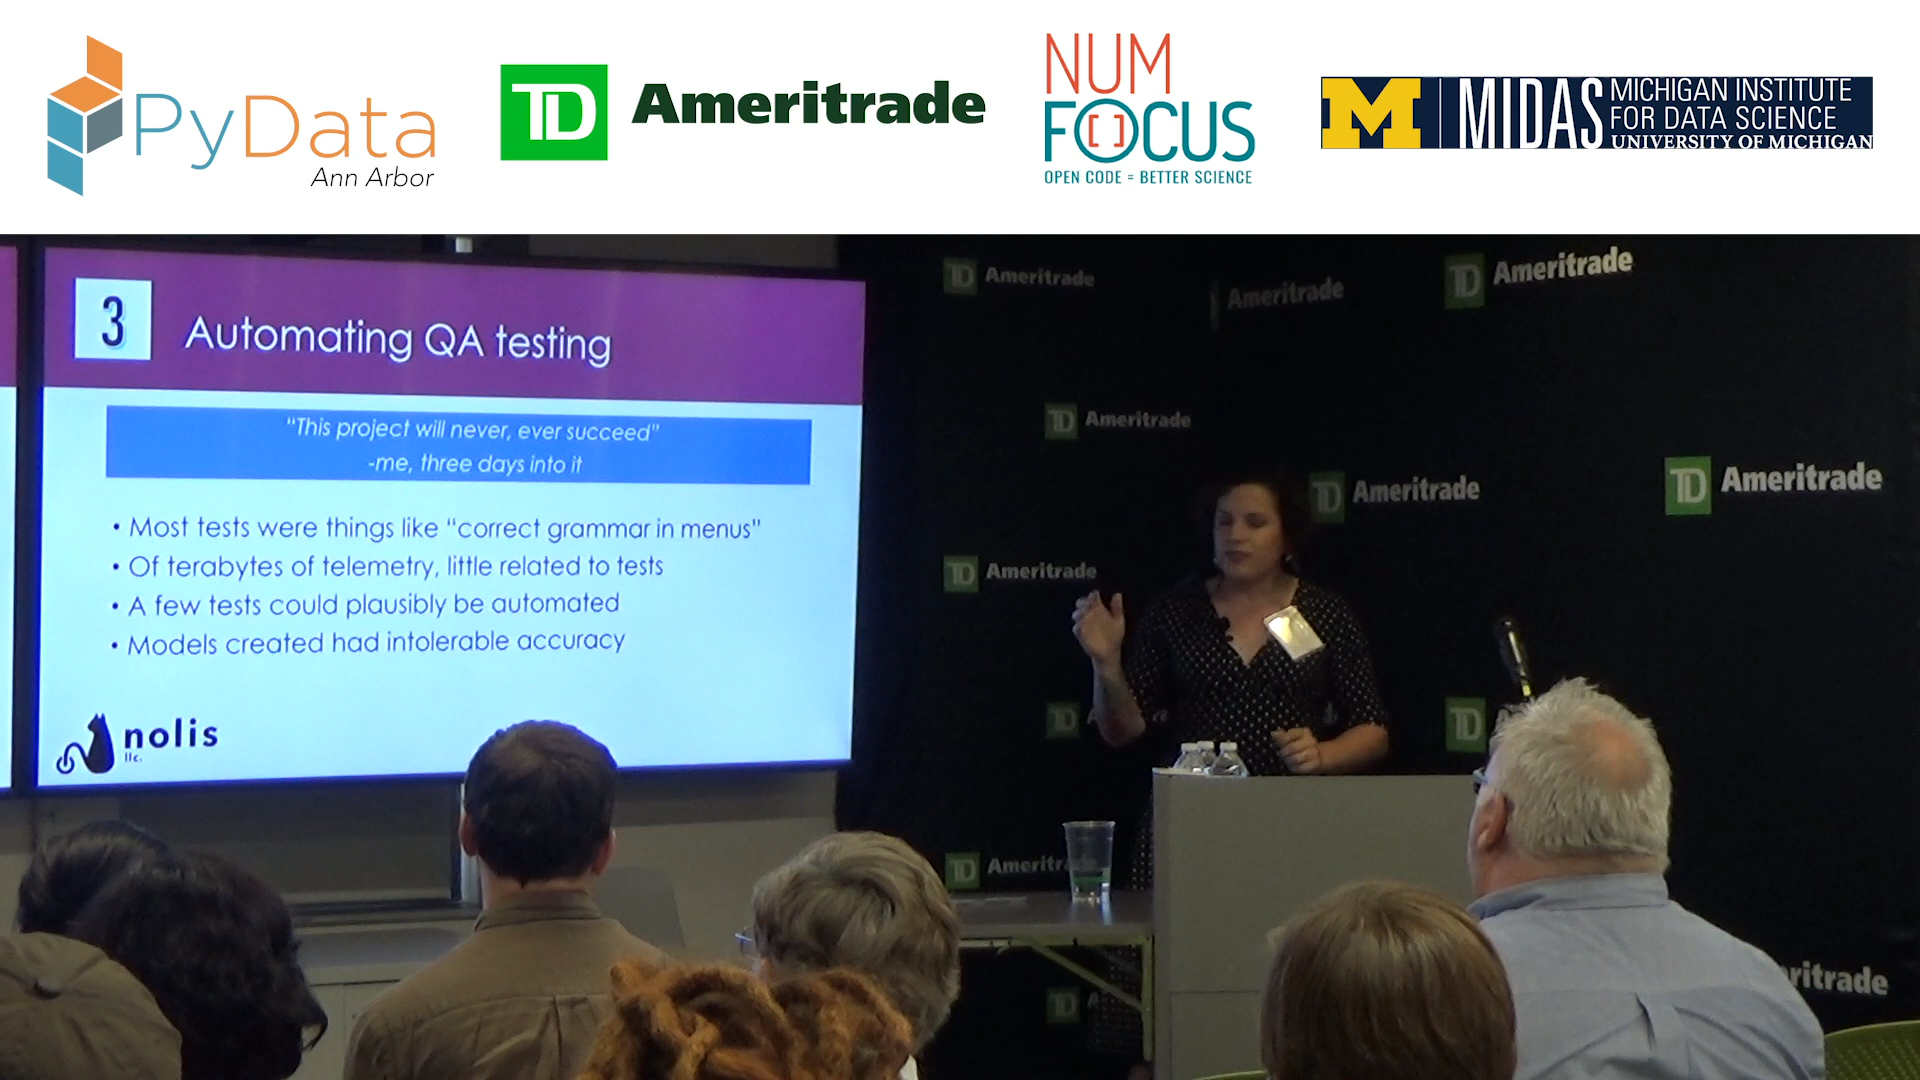 PyData
Ann Arbor
TD Ameritrade
NUM
FOCUS
OPEN CODE = BETTER SCIENCE
M MIDAS
MICHIGAN INSTITUTE
FOR DATA SCIENCE
UNIVERSITY OF MICHIGAN
3
Automating QA testing
"This project will never, ever succeed"
-me, three days into it
• Most tests were things like "correct grammar in menus"
• Of terabytes of telemetry, little related to tests
• A few tests could plausibly be automated
• Models created had intolerable accuracy
nolis
llc.
TD Ameritrade
Ameritrade
TD Ameritrade
TD Ameritrade
TD Ameritrade
TD Ameritrade
TD Ameritrade
TD
TD
TD
TD